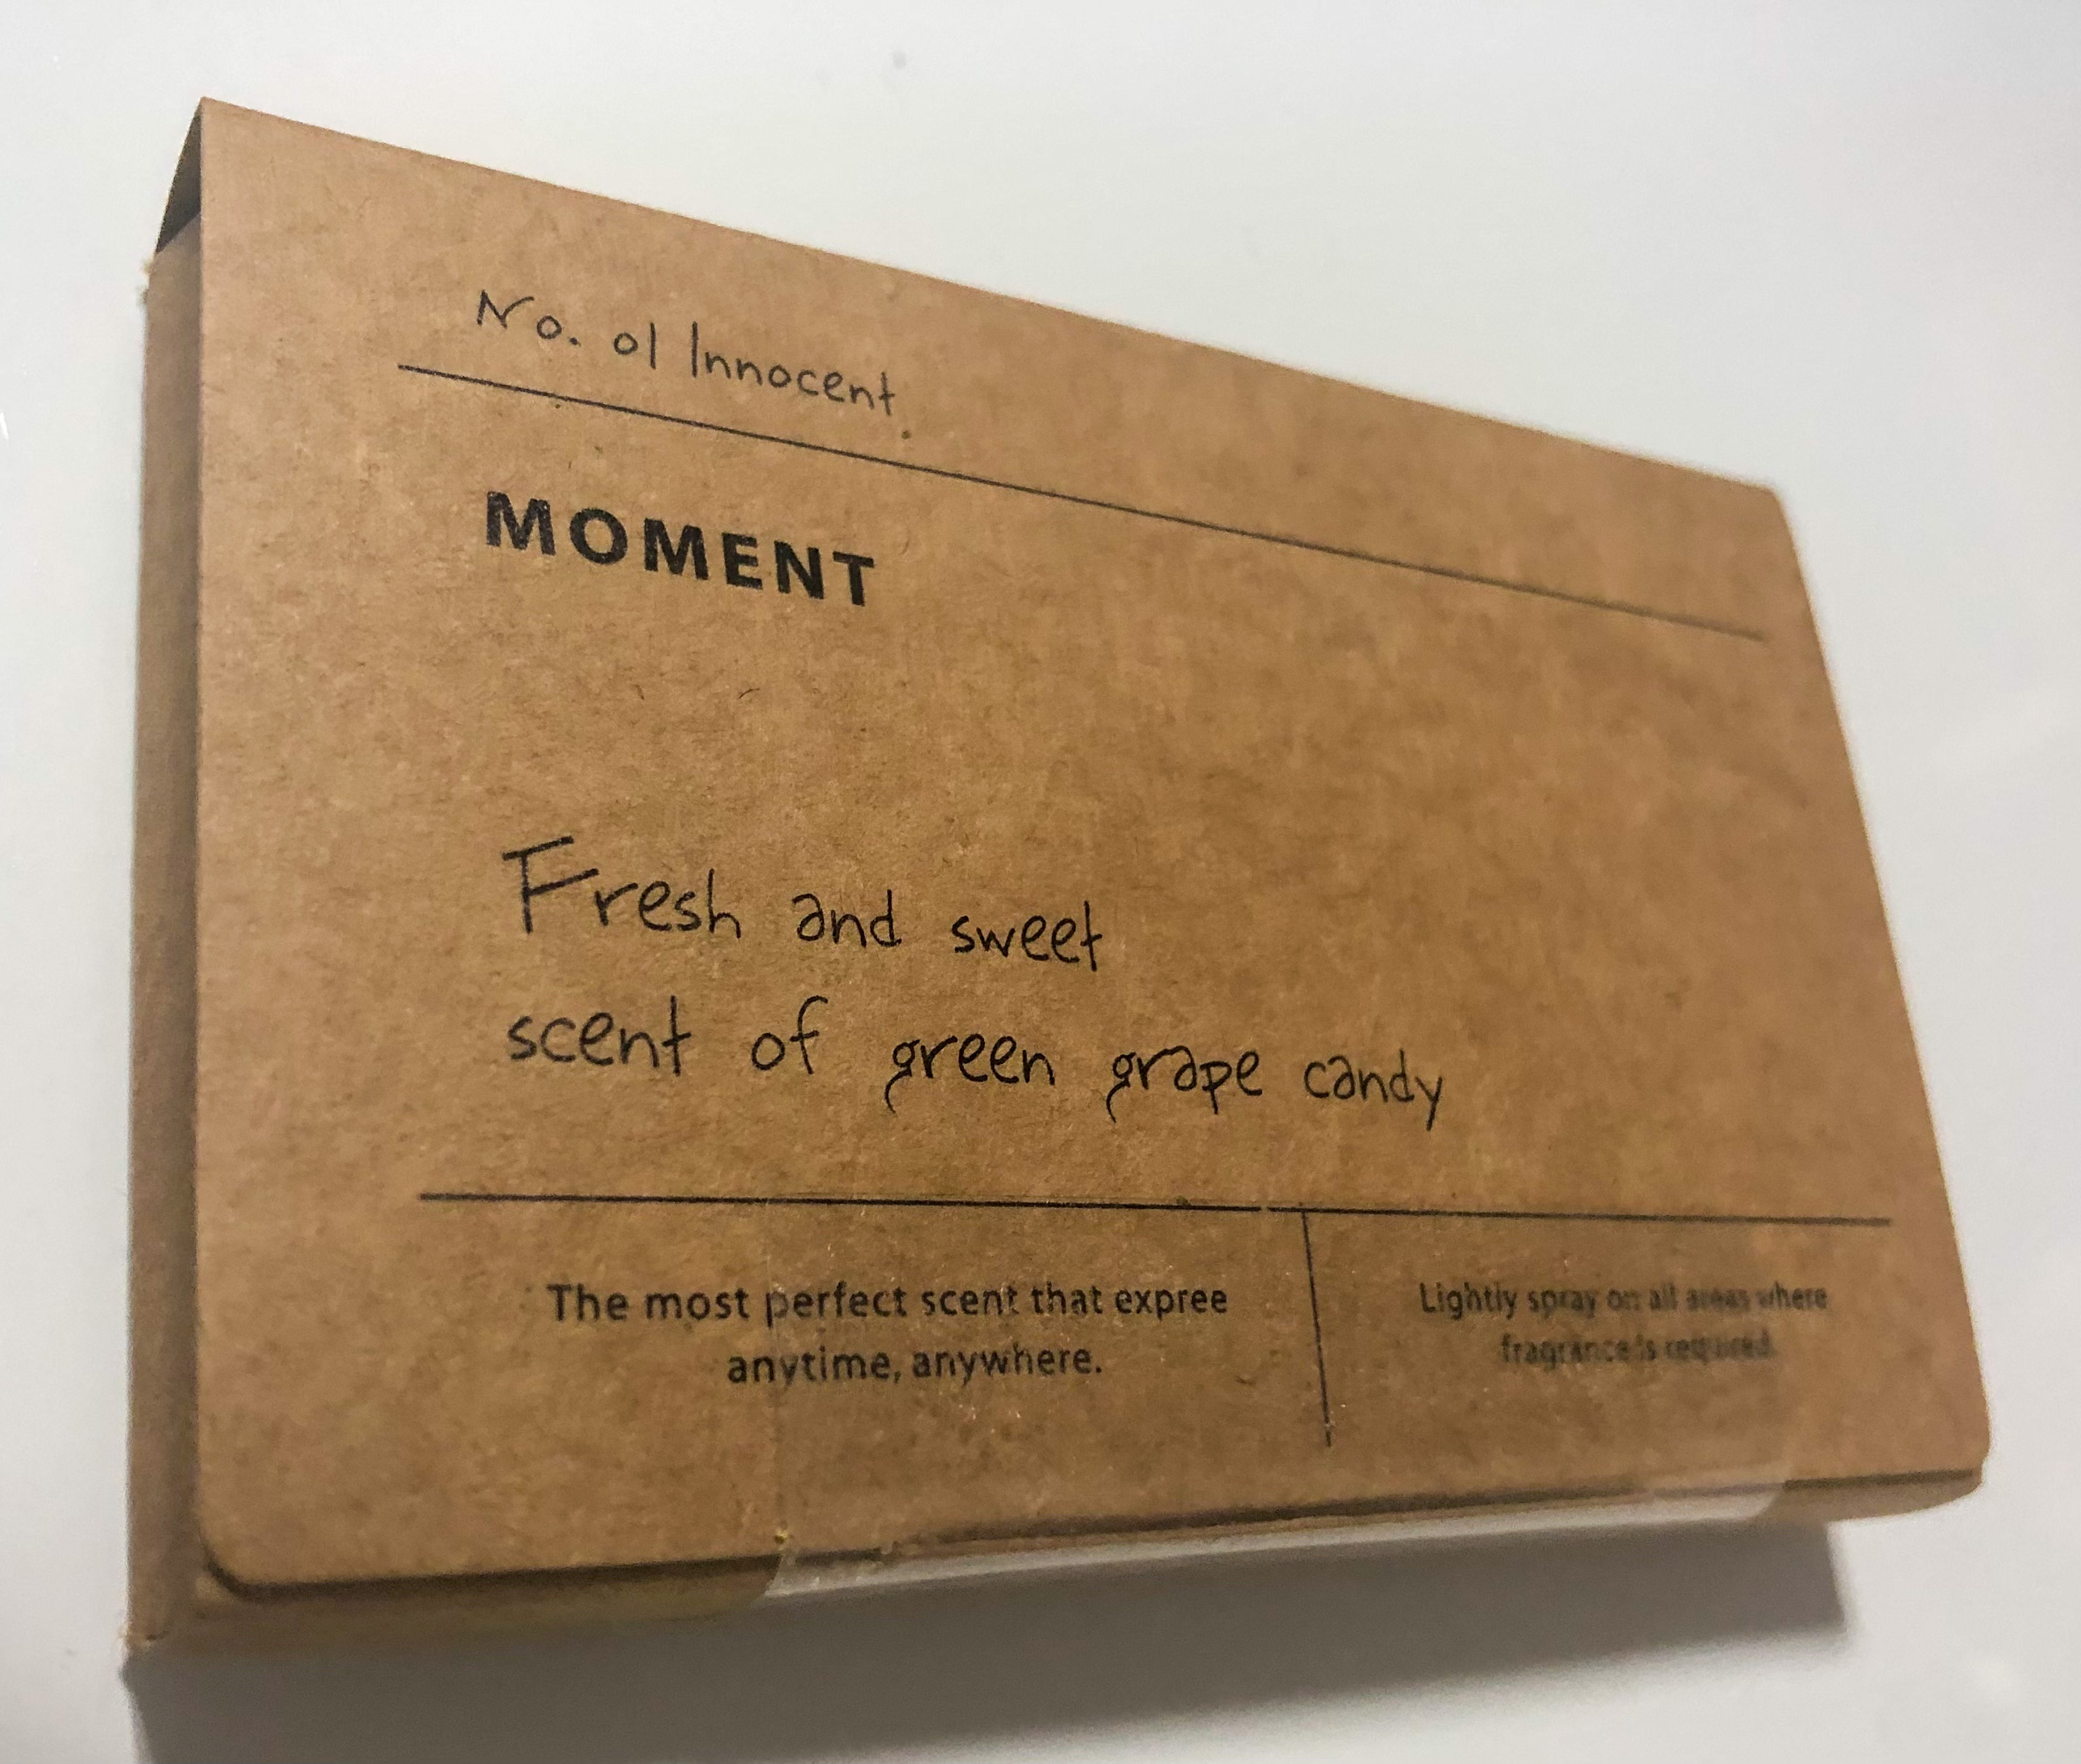 No. 01 Innocent.
MOMENT
Fresh and sweet
scent of green grape candy
The most perfect scent that expree
anytime, anywhere.
Lightly spray on all areas where
fragrance is required.